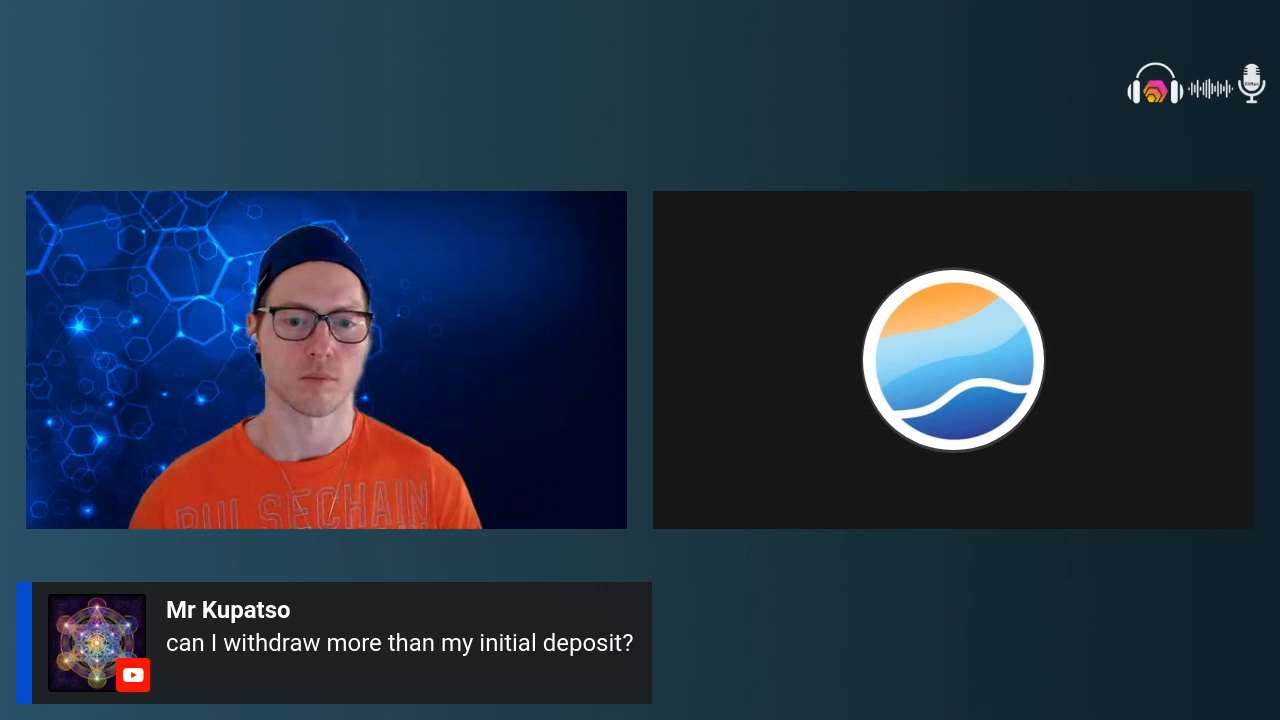 PULSECHAIN
Mr Kupatso
can I withdraw more than my initial deposit?